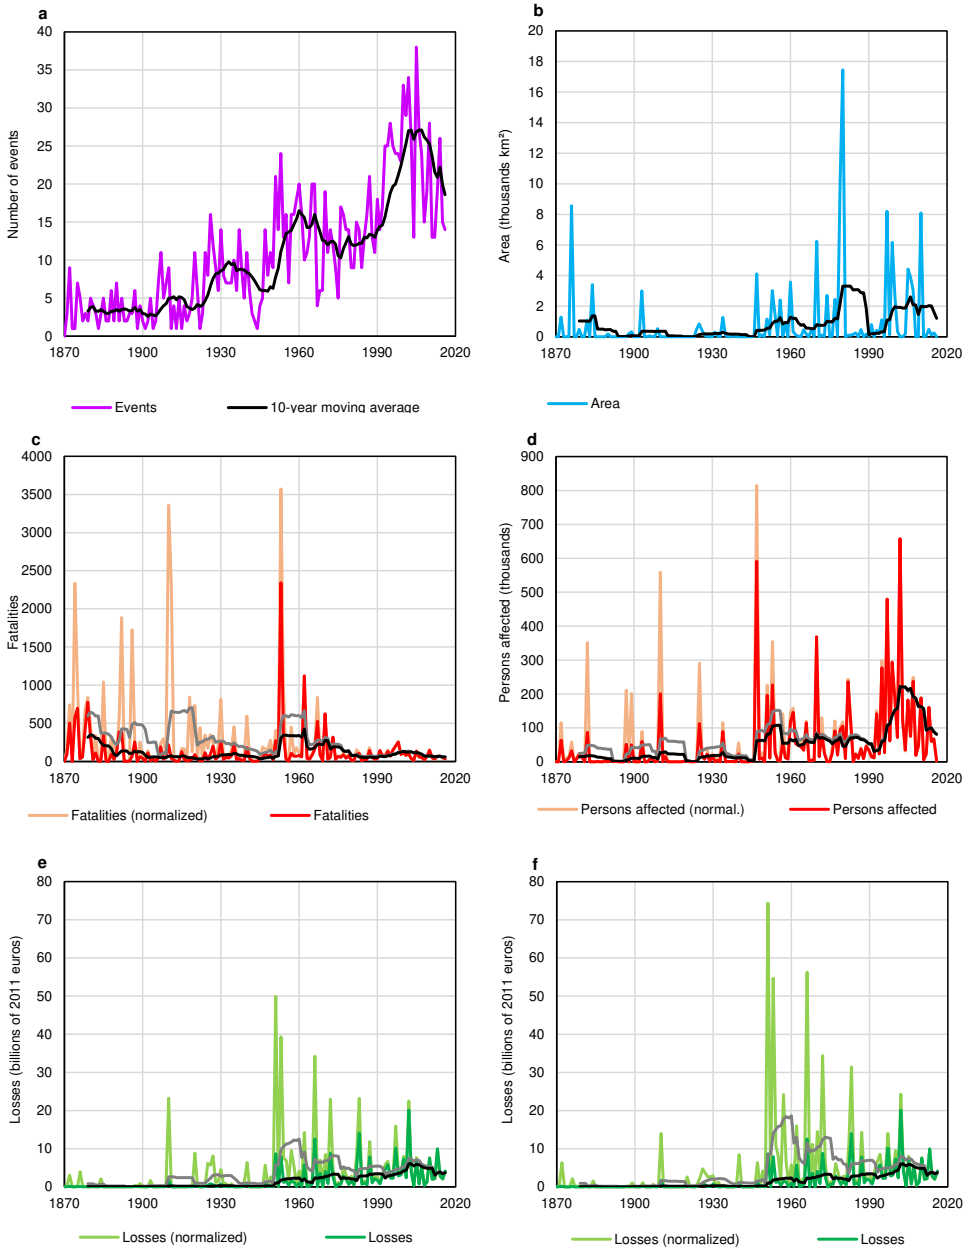 a
Number of events
40
35
30
25
20
15
10
5
0
1870 1900 1930 1960 1990 2020
Events 10-year moving average
b
Area (thousands km²)
20
18
16
14
12
10
8
6
4
2
0
1870 1900 1930 1960 1990 2020
Area
c
Fatalities
4000
3500
3000
2500
2000
1500
1000
500
0
1870 1900 1930 1960 1990 2020
Fatalities (normalized) Fatalities
d
Persons affected (thousands)
900
800
700
600
500
400
300
200
100
0
1870 1900 1930 1960 1990 2020
Persons affected (normal.) Persons affected
e
Losses (billions of 2011 euros)
80
70
60
50
40
30
20
10
0
1870 1900 1930 1960 1990 2020
Losses (normalized) Losses
f
Losses (billions of 2011 euros)
80
70
60
50
40
30
20
10
0
1870 1900 1930 1960 1990 2020
Losses (normalized) Losses